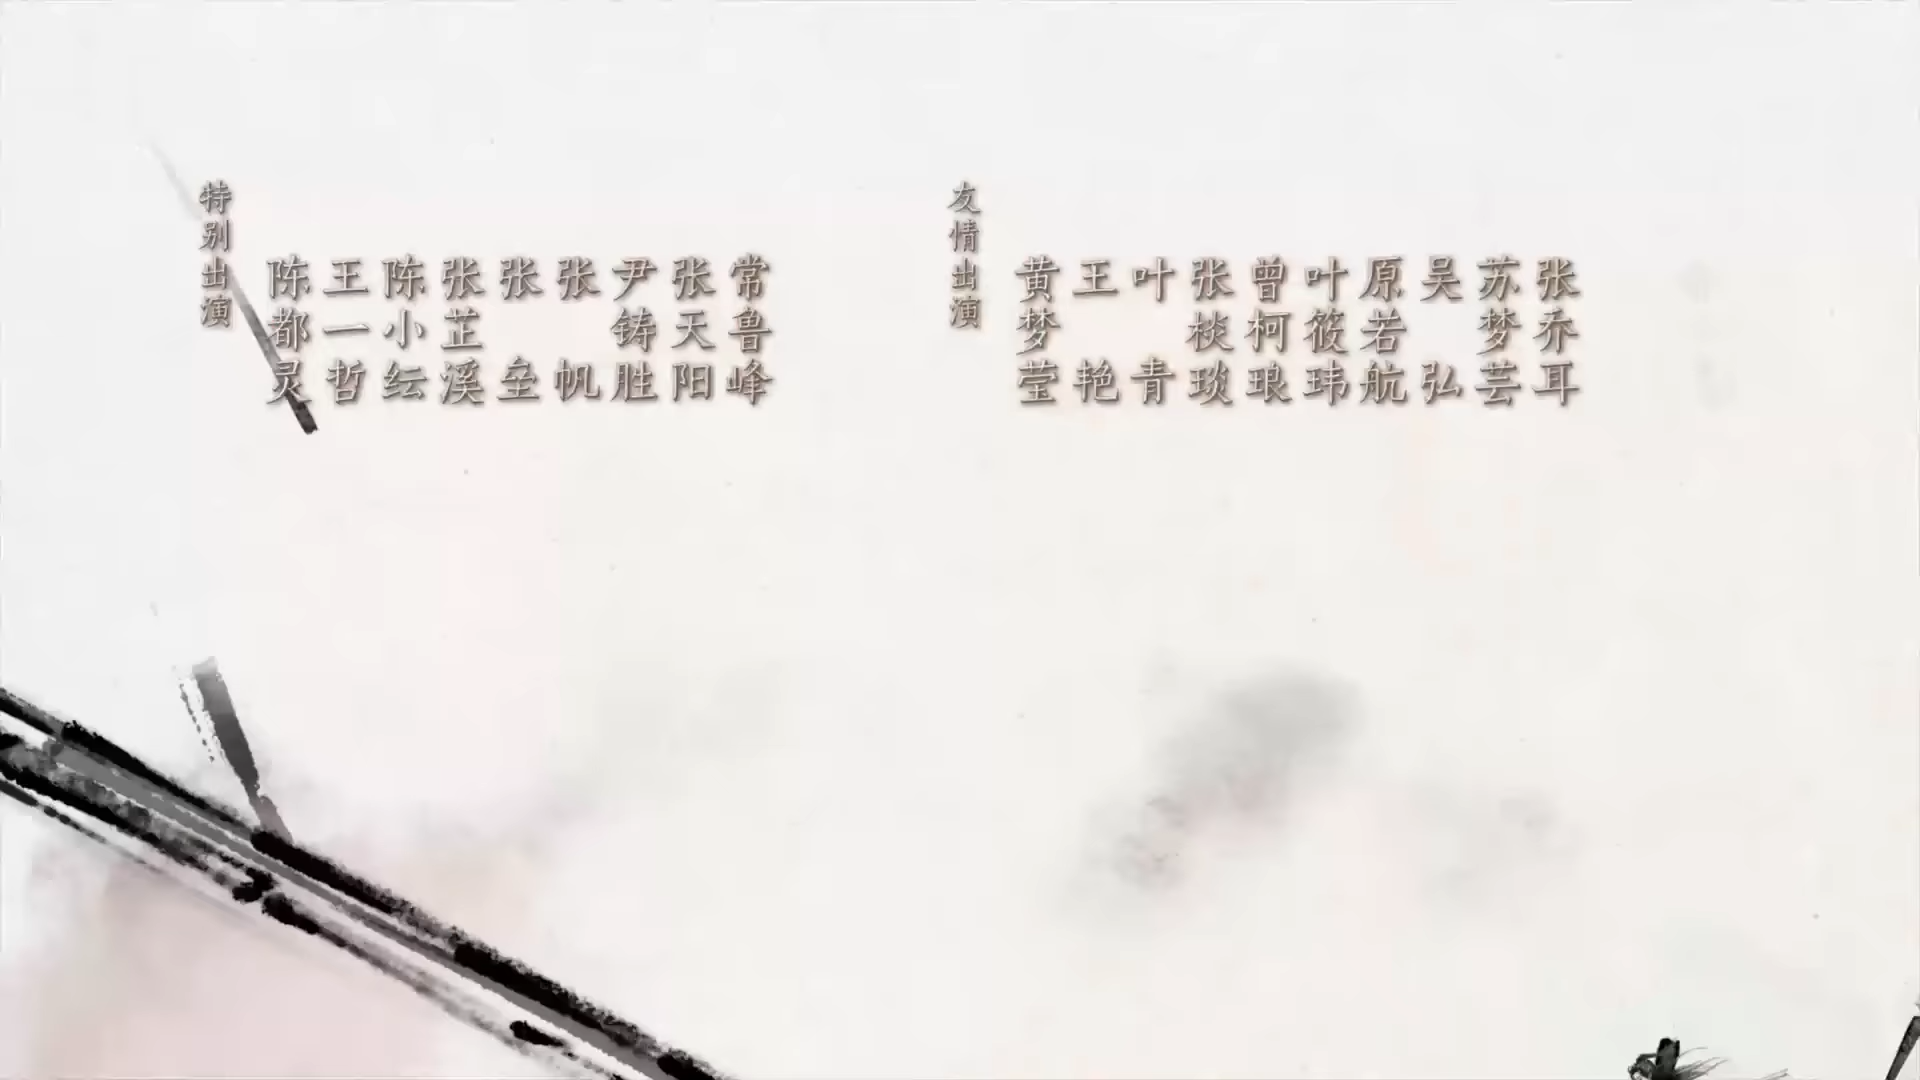 特别出演
陈都灵
王一哲
陈小纭
张芷溪
张垒
张帆
尹铸胜
张天阳
常鲁峰
友情出演
黄梦莹
王艳
叶青
张棪琰
曾柯琅
叶筱玮
原若航
吴弘
苏梦芸
张乔耳